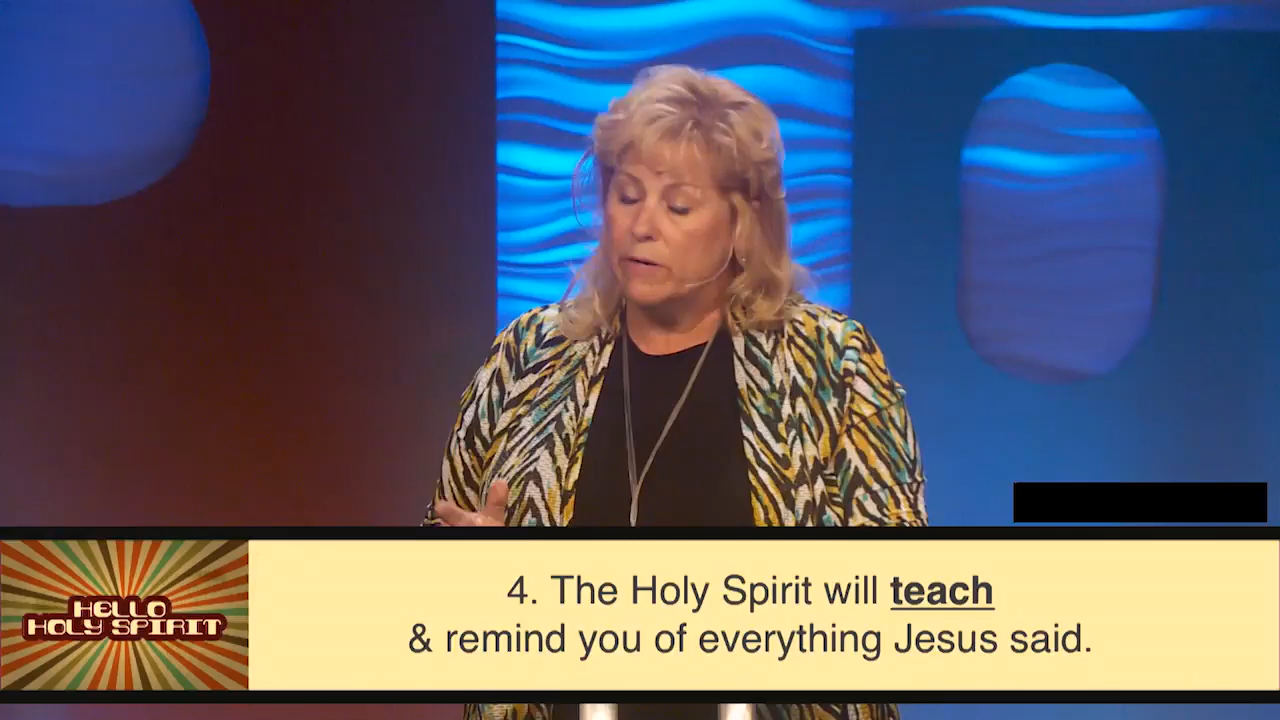 HELLO
HOLY SPIRIT
4. The Holy Spirit will teach
& remind you of everything Jesus said.